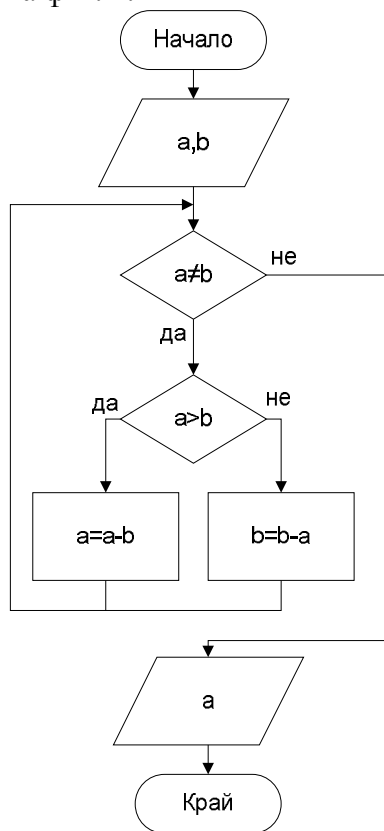 Начало
a,b
a≠b
не
да
a>b
да
не
a=a-b
b=b-a
a
Край